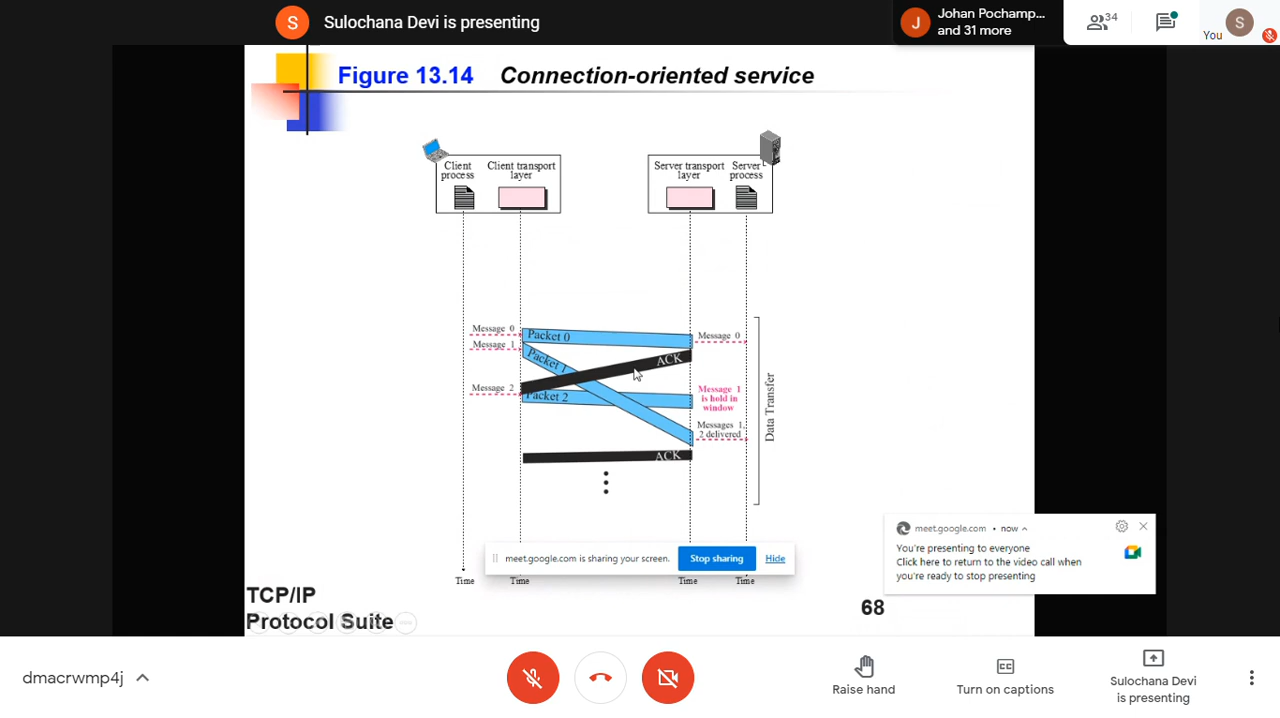 S Sulochana Devi is presenting
J Johan Pochamp...
and 31 more
34
You
S
Figure 13.14 Connection-oriented service
Client process
Client transport layer
Server transport layer
Server process
Message 0
Packet 0
Message 0
Message 1
Packet 1
ACK
Message 2
Packet 2
Message 1
is hold in
window
Messages 1,
2 delivered
ACK
Data Transfer
meet.google.com is sharing your screen. Stop sharing Hide
Time Time Time Time
meet.google.com • now
You're presenting to everyone
Click here to return to the video call when
you're ready to stop presenting
TCP/IP
Protocol Suite
68
dmacrwmp4j
Raise hand
CC
Turn on captions
Sulochana Devi
is presenting